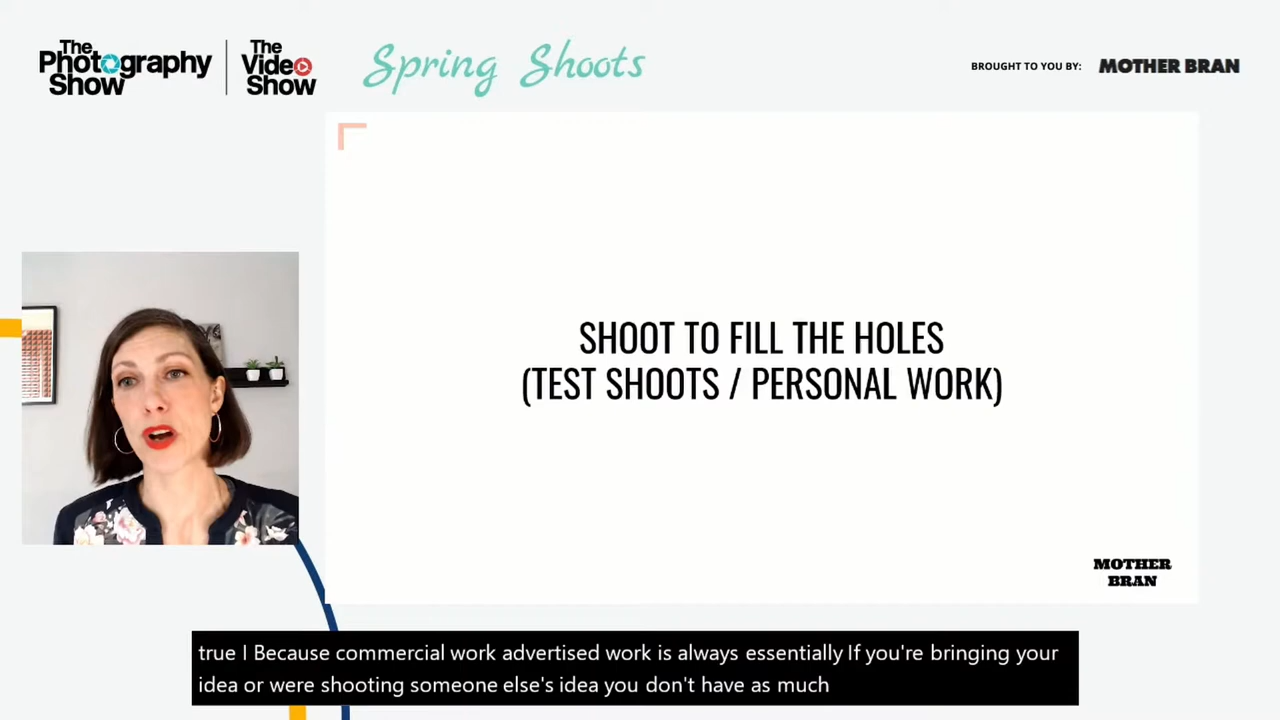 The
Photography
Show
The
Video
Show
Spring Shoots
BROUGHT TO YOU BY: MOTHER BRAN
SHOOT TO FILL THE HOLES
(TEST SHOOTS / PERSONAL WORK)
MOTHER
BRAN
true I Because commercial work advertised work is always essentially If you're bringing your
idea or were shooting someone else's idea you don't have as much